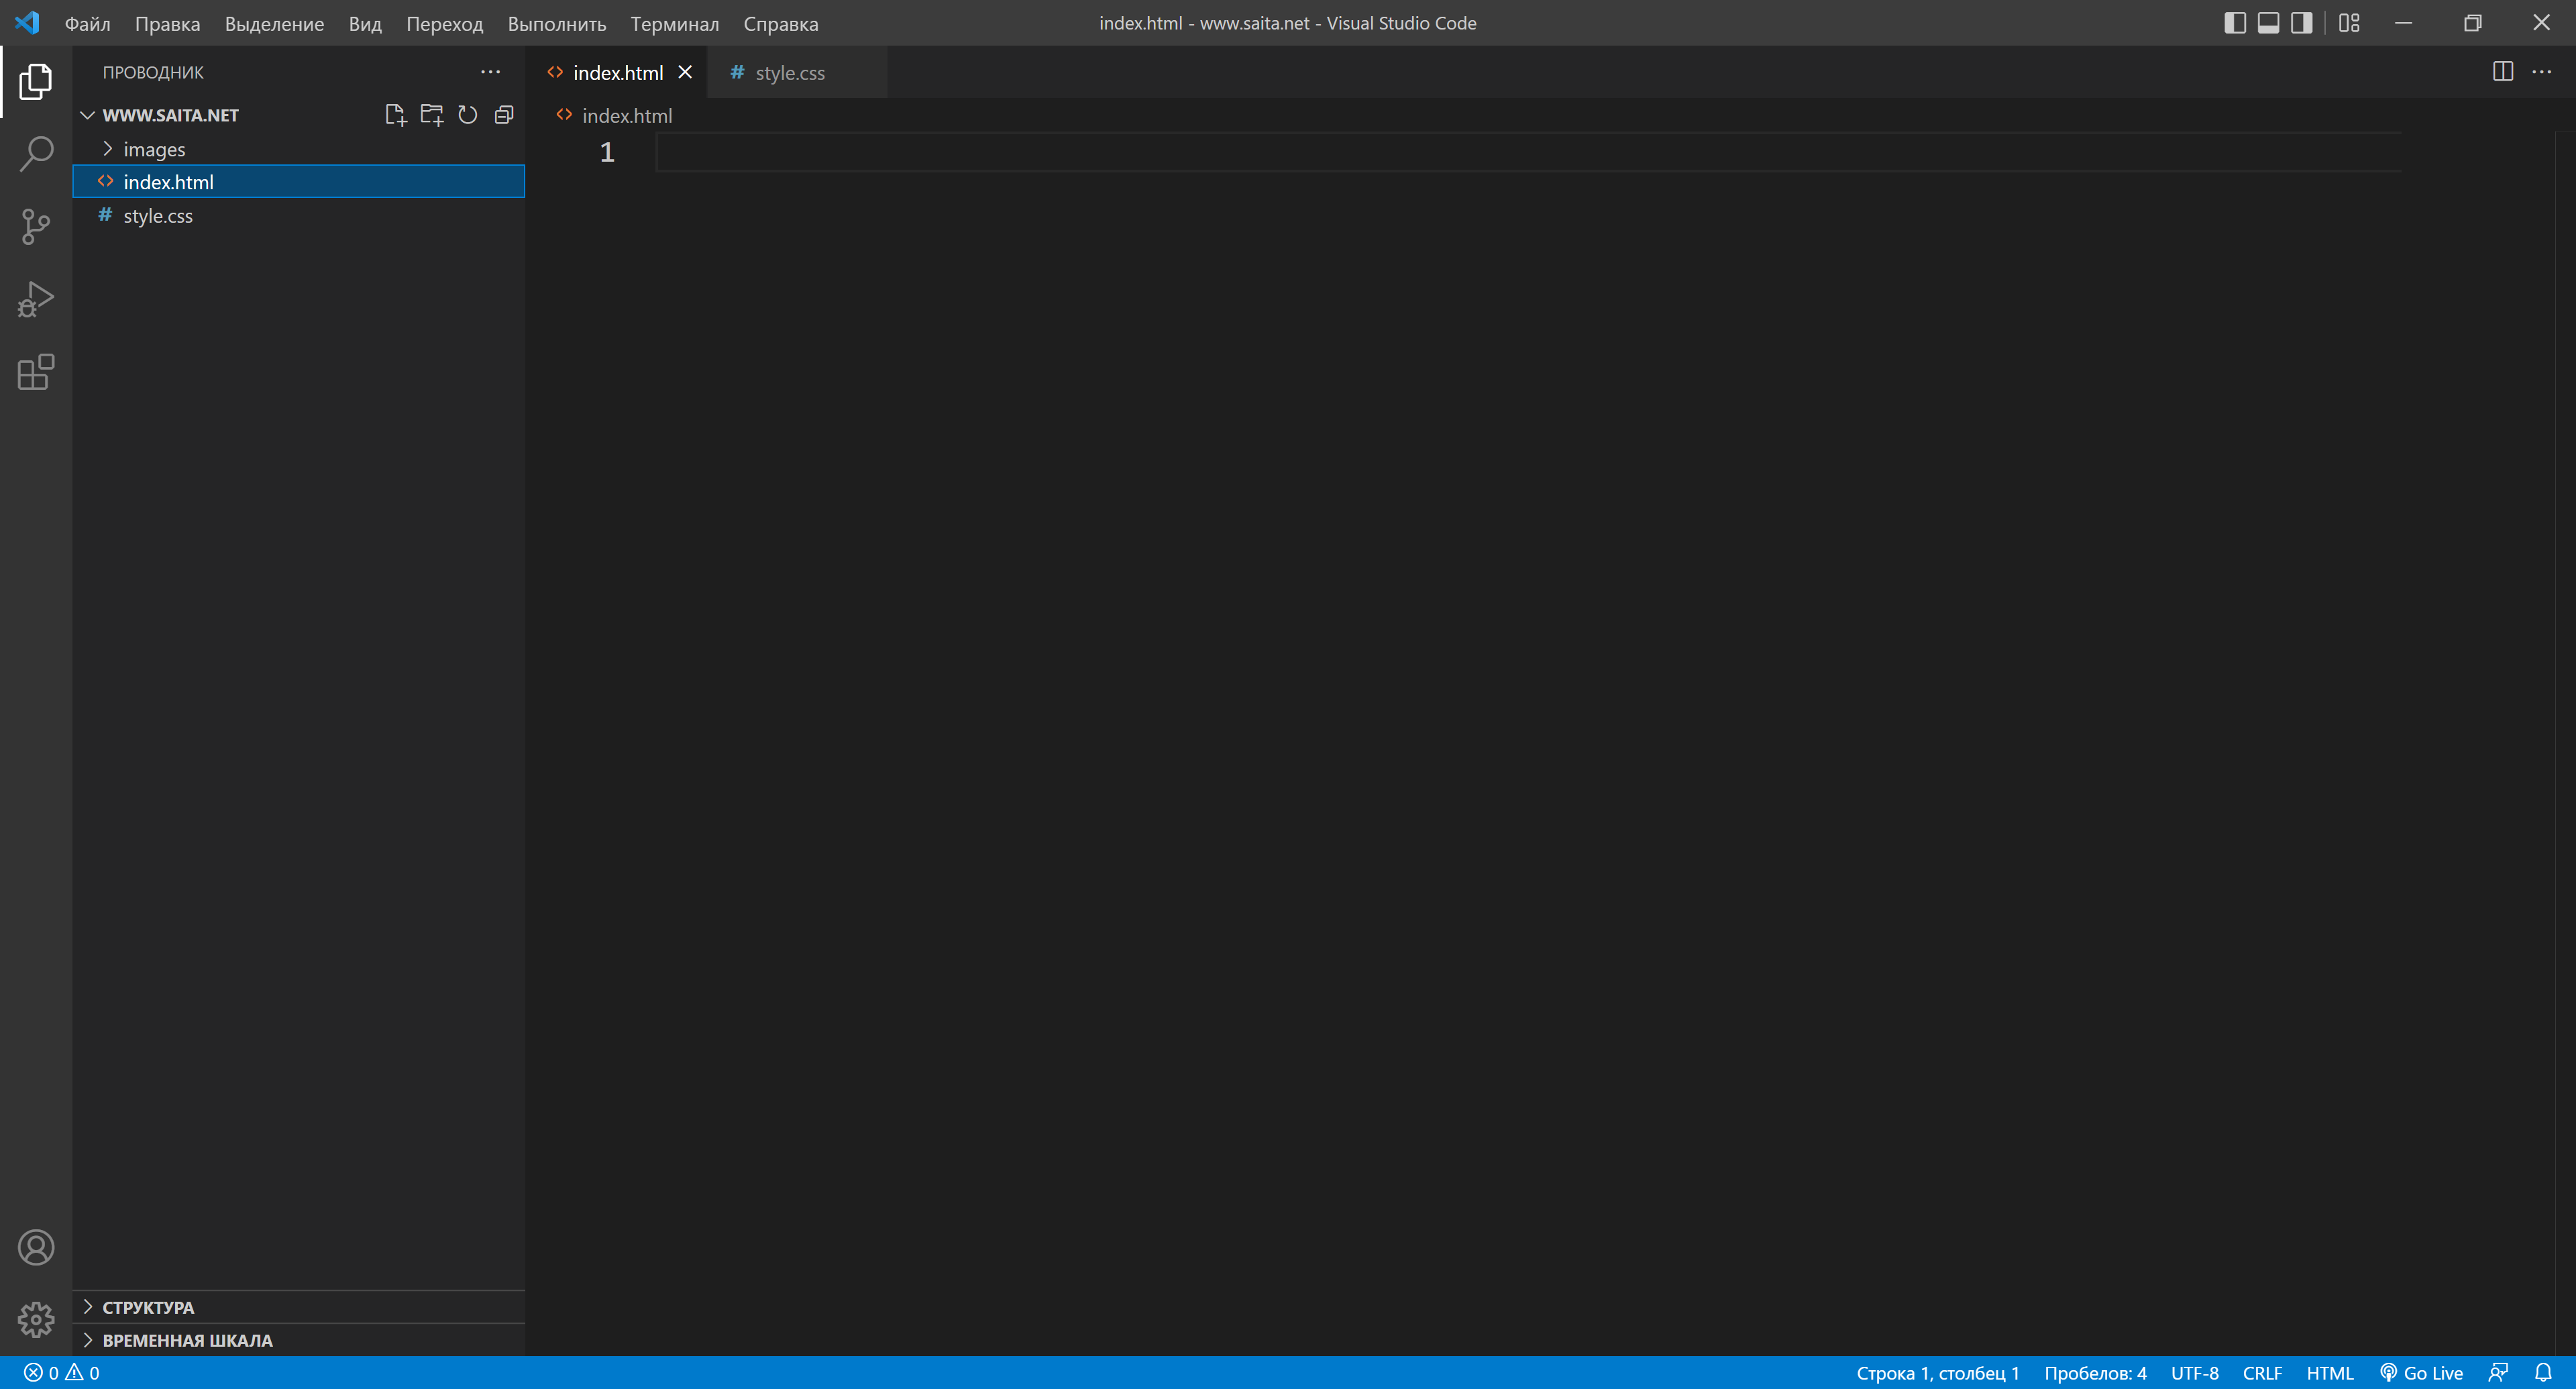 Файл Правка Выделение Вид Переход Выполнить Терминал Справка
index.html - www.saita.net - Visual Studio Code
ПРОВОДНИК
WWW.SAITA.NET
images
index.html
style.css
index.html
style.css
index.html
1
СТРУКТУРА
ВРЕМЕННАЯ ШКАЛА
0 0
Строка 1, столбец 1 Пробелов: 4 UTF-8 CRLF HTML Go Live